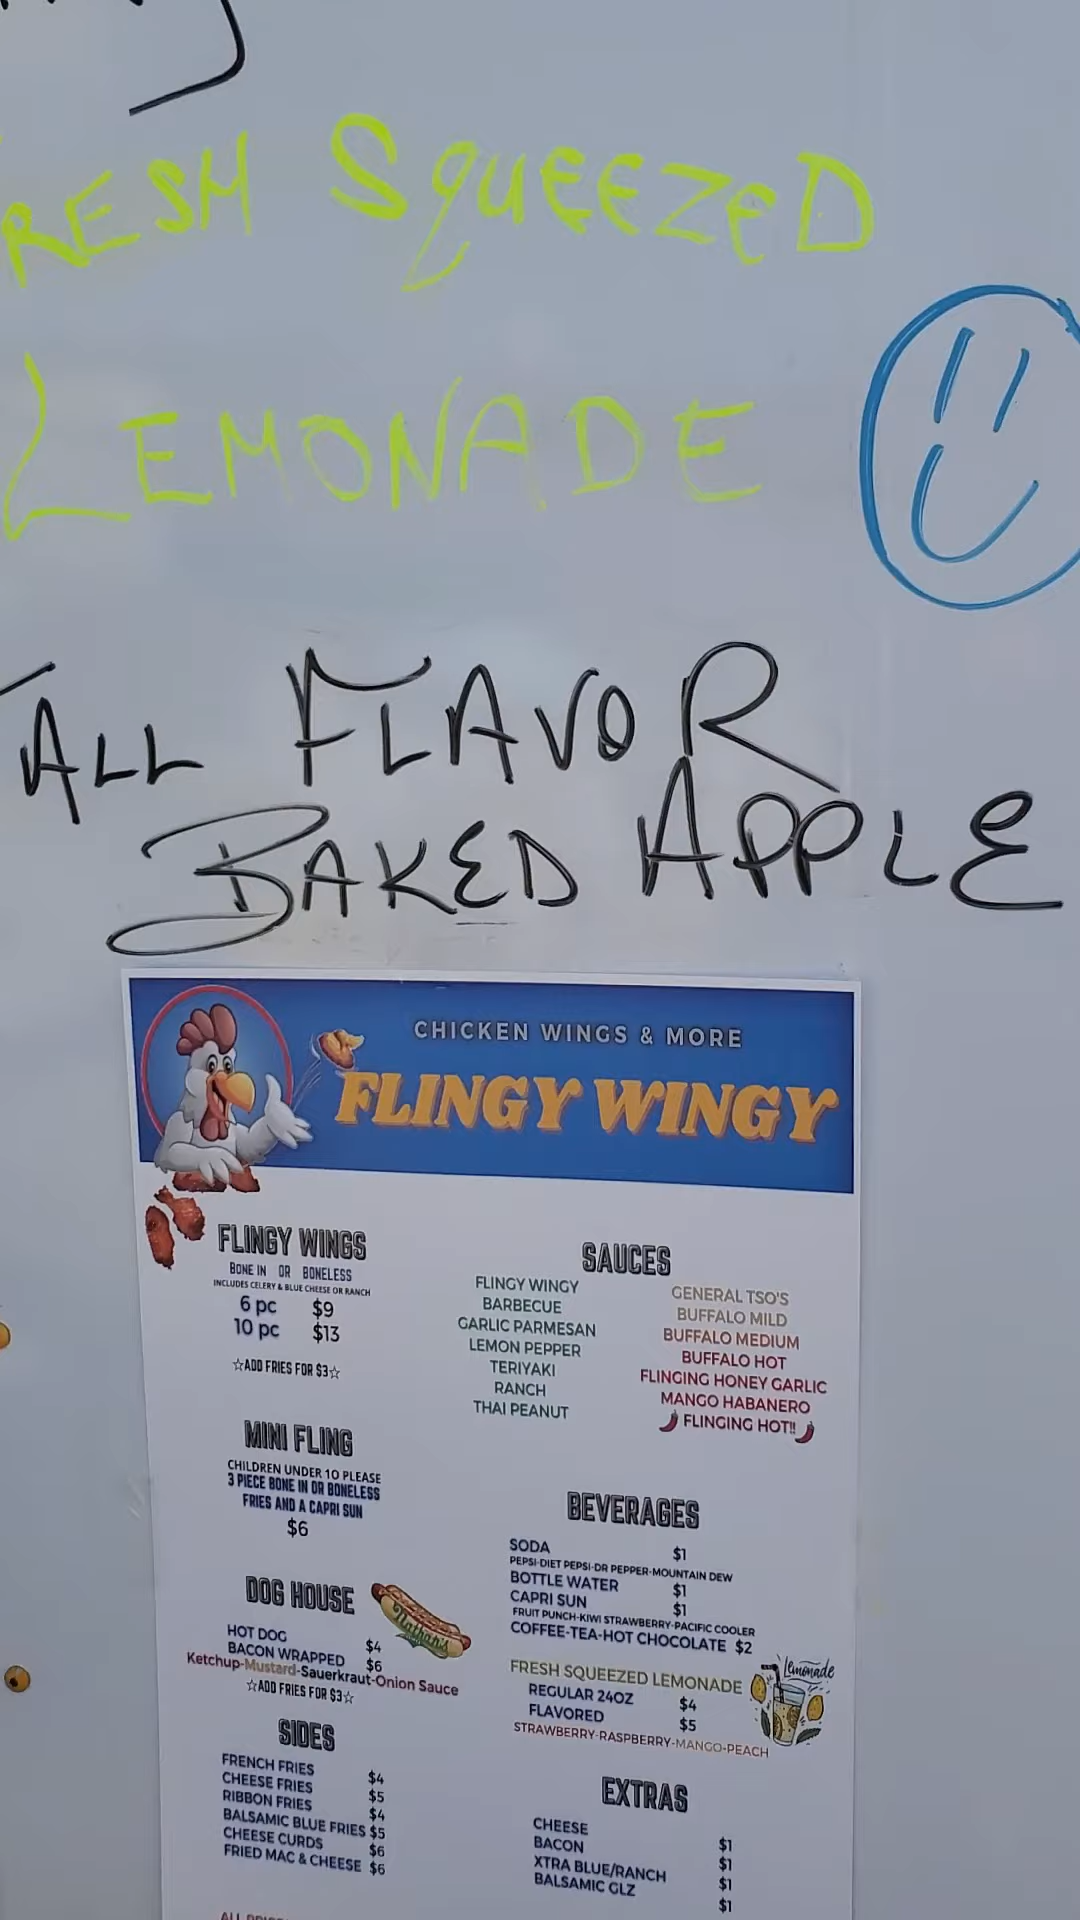 RESH SQUEEZED
LEMONADE
FALL FLAVOR
BAKED APPLE
CHICKEN WINGS & MORE
FLINGY WINGY
FLINGY WINGS
BONE IN OR BONELESS
INCLUDES CELERY & BLUE CHEESE OR RANCH
6 pc $9
10 pc $13
☆ADD FRIES FOR $3☆
MINI FLING
CHILDREN UNDER 10 PLEASE
3 PIECE BONE IN OR BONELESS
FRIES AND A CAPRI SUN
$6
DOG HOUSE
Nathan's
HOT DOG $4
BACON WRAPPED $6
Ketchup-Mustard-Sauerkraut-Onion Sauce
☆ADD FRIES FOR $3☆
SIDES
FRENCH FRIES $4
CHEESE FRIES $5
RIBBON FRIES $4
BALSAMIC BLUE FRIES $5
CHEESE CURDS $6
FRIED MAC & CHEESE $6
SAUCES
FLINGY WINGY
BARBECUE
GARLIC PARMESAN
LEMON PEPPER
TERIYAKI
RANCH
THAI PEANUT
GENERAL TSO'S
BUFFALO MILD
BUFFALO MEDIUM
BUFFALO HOT
FLINGING HONEY GARLIC
MANGO HABANERO
FLINGING HOT!!
BEVERAGES
SODA $1
PEPSI-DIET PEPSI-DR PEPPER-MOUNTAIN DEW
BOTTLE WATER $1
CAPRI SUN $1
FRUIT PUNCH-KIWI STRAWBERRY-PACIFIC COOLER
COFFEE-TEA-HOT CHOCOLATE $2
FRESH SQUEEZED LEMONADE
Lemonade
REGULAR 24OZ $4
FLAVORED $5
STRAWBERRY-RASPBERRY-MANGO-PEACH
EXTRAS
CHEESE $1
BACON $1
XTRA BLUE/RANCH $1
BALSAMIC GLZ $1